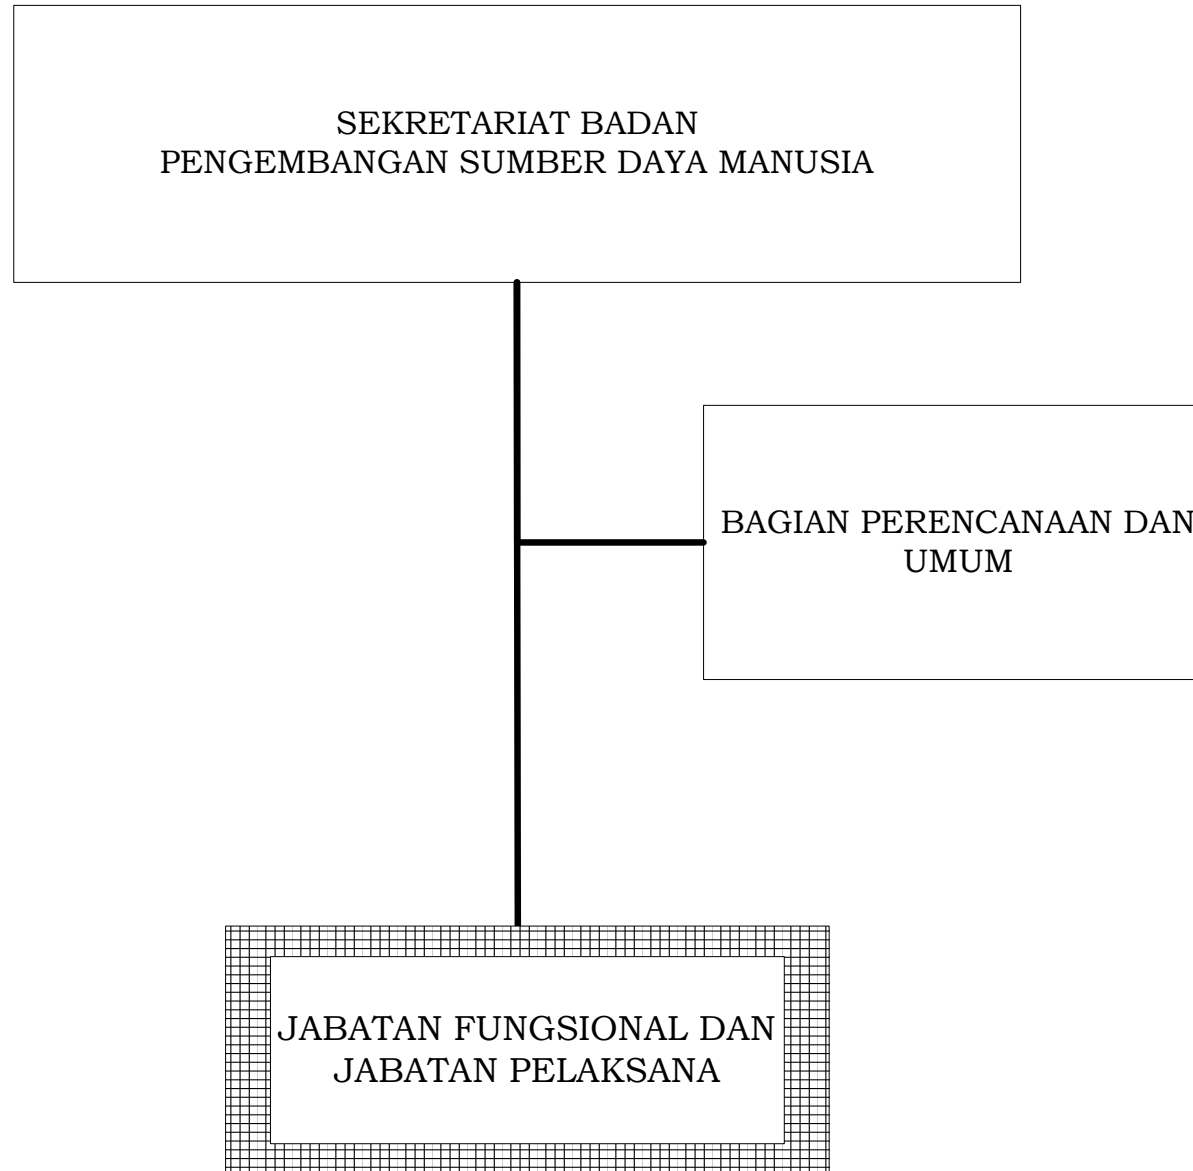 SEKRETARIAT BADAN
PENGEMBANGAN SUMBER DAYA MANUSIA
BAGIAN PERENCANAAN DAN
UMUM
JABATAN FUNGSIONAL DAN
JABATAN PELAKSANA